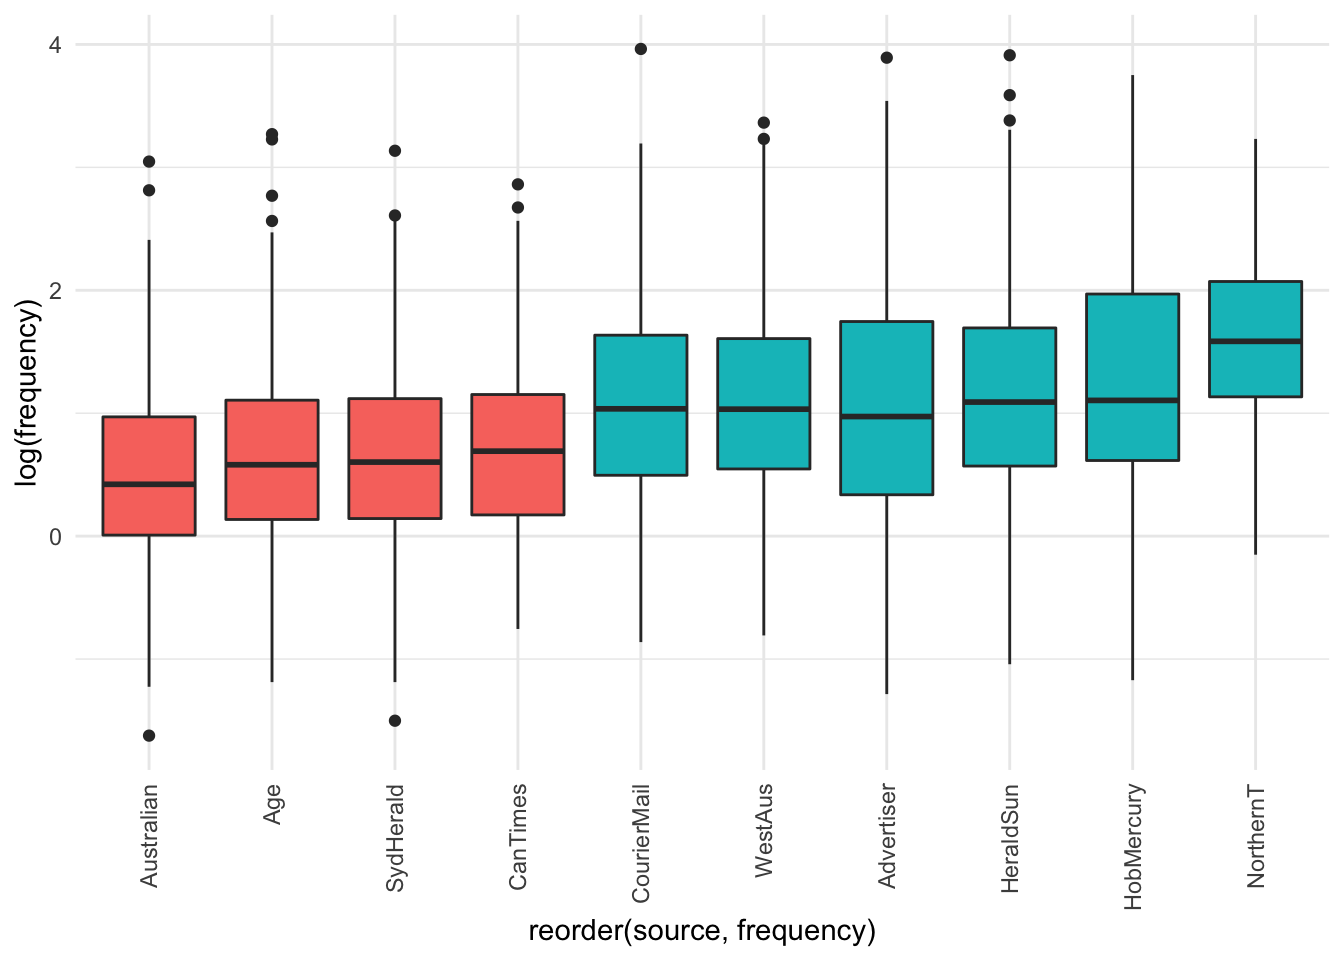 log(frequency)
4
2
0
Australian
Age
SydHerald
CanTimes
CourierMail
WestAus
Advertiser
HeraldSun
HobMercury
NorthernT
reorder(source, frequency)